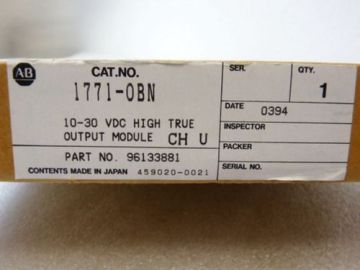 AB
CAT.NO.
1771-OBN
10-30 VDC HIGH TRUE
OUTPUT MODULE CH U
PART NO. 96133881
CONTENTS MADE IN JAPAN 459020-0021
SER.
QTY.
1
DATE 0394
INSPECTOR
PACKER
SERIAL NO.